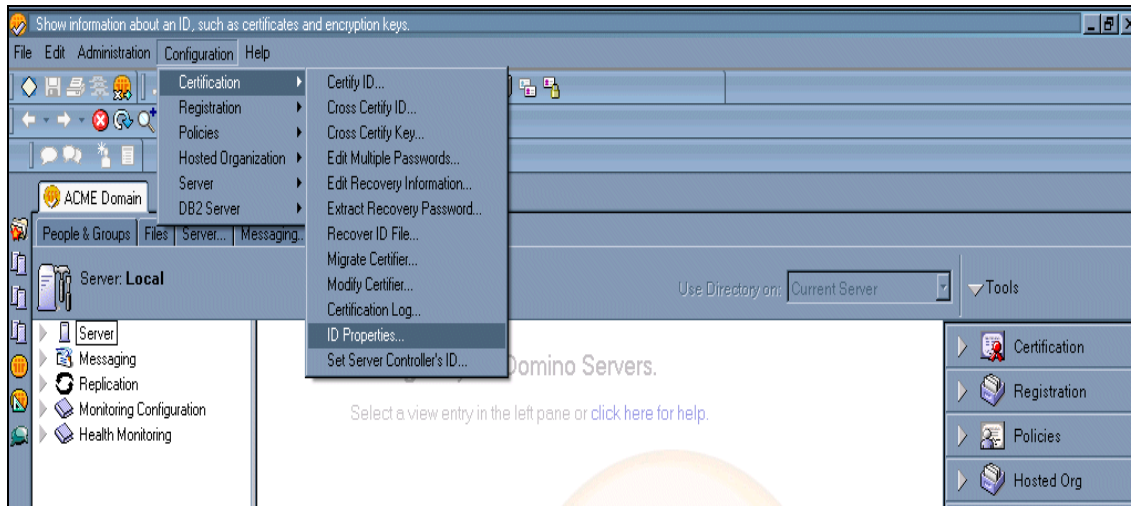 Show information about an ID, such as certificates and encryption keys.
File Edit Administration Configuration Help
Certification
Registration
Policies
Hosted Organization
Server
DB2 Server
Certify ID...
Cross Certify ID...
Cross Certify Key...
Edit Multiple Passwords...
Edit Recovery Information...
Extract Recovery Password...
Recover ID File...
Migrate Certifier...
Modify Certifier...
Certification Log...
ID Properties...
Set Server Controller's ID...
ACME Domain
People & Groups Files Server... Messaging...
Server: Local
Use Directory on: Current Server
Tools
Server
Messaging
Replication
Monitoring Configuration
Health Monitoring
Domino Servers.
Select a view entry in the left pane or click here for help.
Certification
Registration
Policies
Hosted Org